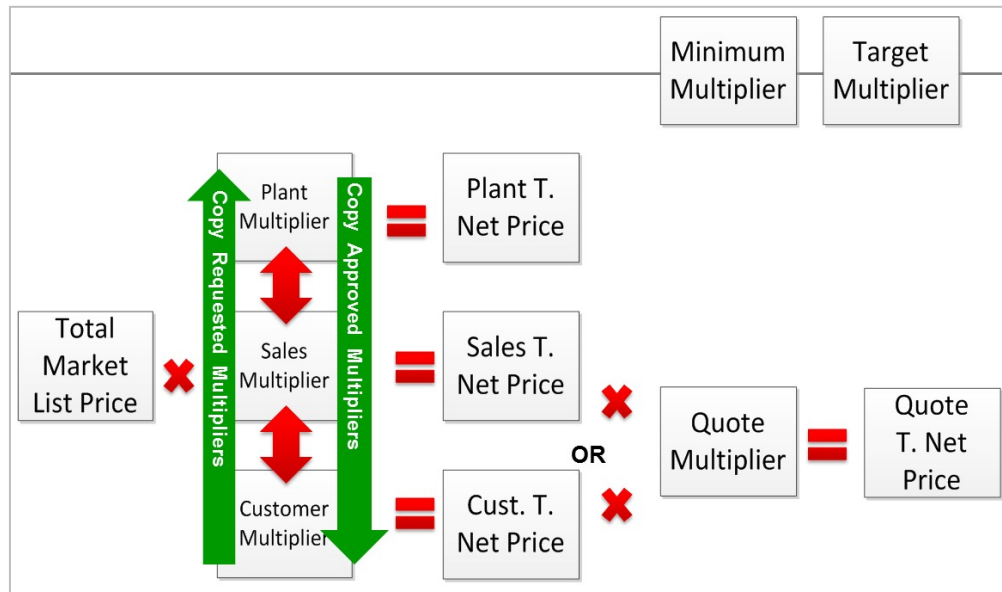 Minimum
Multiplier
Target
Multiplier
Plant
Multiplier
Plant T.
Net Price
Copy Requested Multipliers
Copy Approved Multipliers
Total
Market
List Price
Sales
Multiplier
Sales T.
Net Price
Quote
Multiplier
Quote
T. Net
Price
OR
Customer
Multiplier
Cust. T.
Net Price